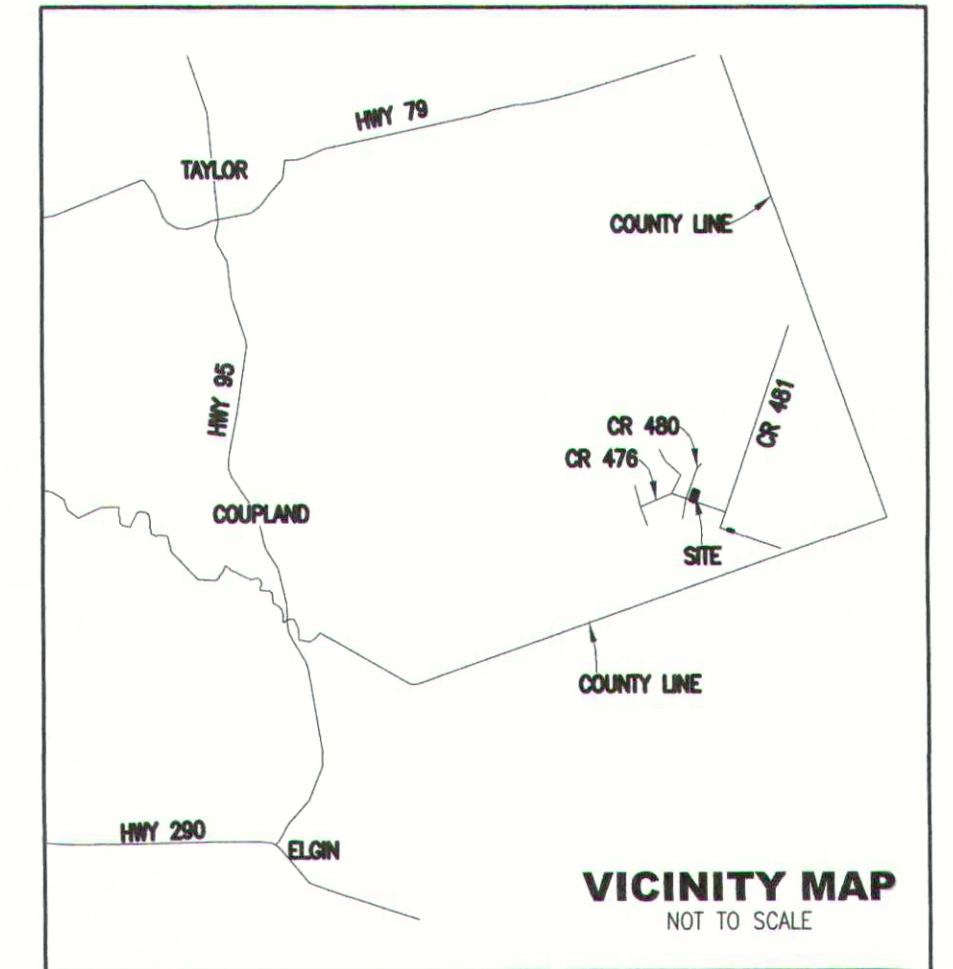 HWY 79
TAYLOR
COUNTY LINE
HWY 95
CR 481
CR 480
CR 476
COUPLAND
SITE
COUNTY LINE
HWY 290
ELGIN
VICINITY MAP
NOT TO SCALE